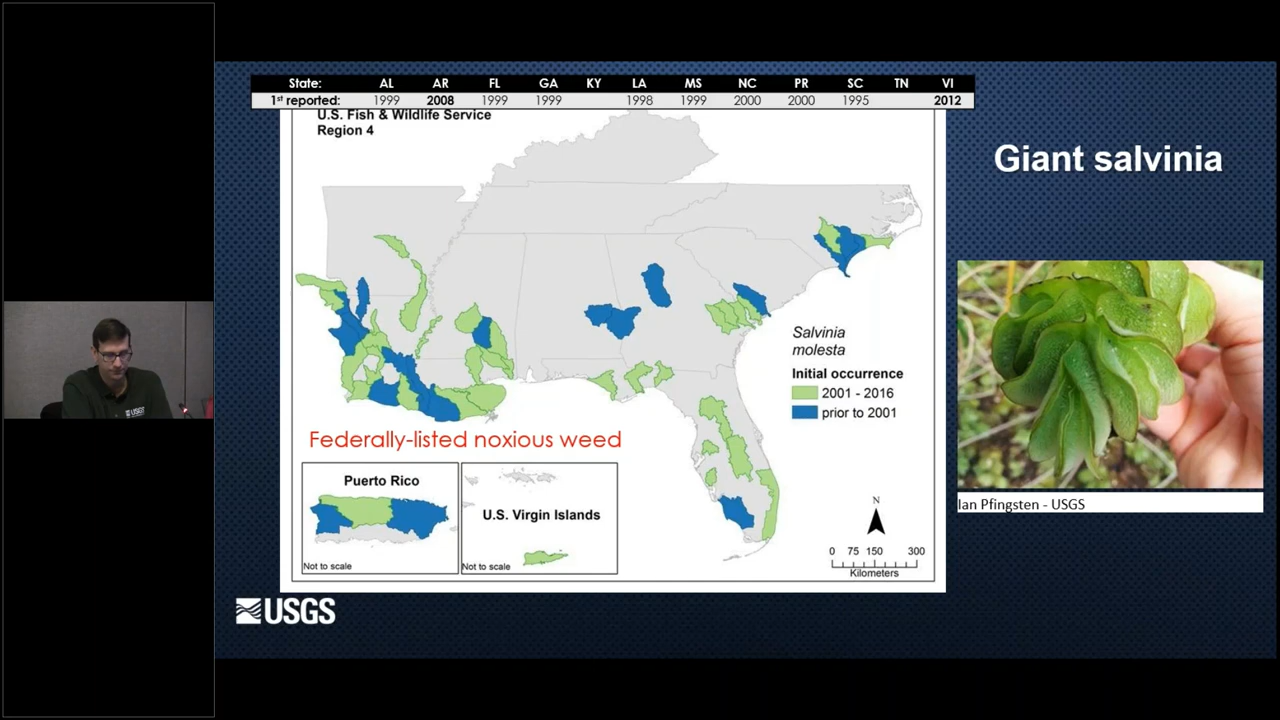 State: AL AR FL GA KY LA MS NC PR SC TN VI
1st reported: 1999 2008 1999 1999 1998 1999 2000 2000 1995 2012
U.S. Fish & Wildlife Service
Region 4
Giant salvinia
Salvinia
molesta
Initial occurrence
2001 - 2016
prior to 2001
Federally-listed noxious weed
Puerto Rico
Not to scale
U.S. Virgin Islands
Not to scale
N
0 75 150 300
Kilometers
Ian Pfingsten - USGS
USGS
USGS